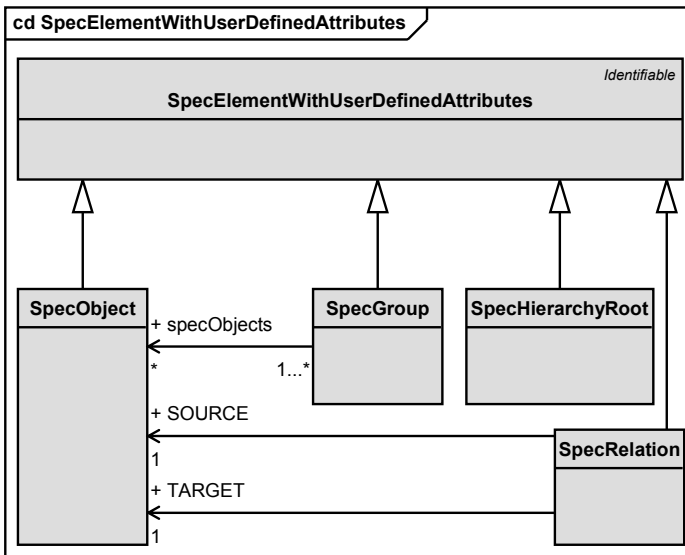 cd SpecElementWithUserDefinedAttributes
Identifiable
SpecElementWithUserDefinedAttributes
SpecObject
SpecGroup
SpecHierarchyRoot
+ specObjects
*
1...*
+ SOURCE
1
SpecRelation
+ TARGET
1